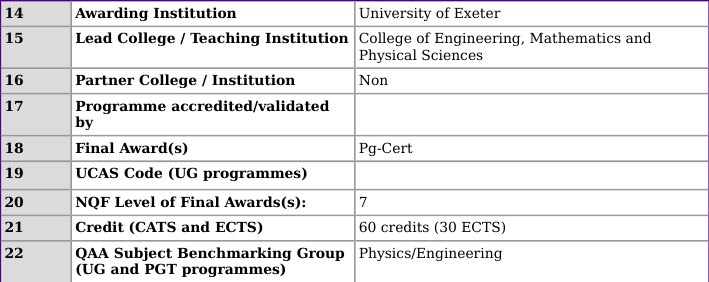 14 Awarding Institution University of Exeter
15 Lead College / Teaching Institution College of Engineering, Mathematics and
Physical Sciences
16 Partner College / Institution Non
17 Programme accredited/validated
by
18 Final Award(s) Pg-Cert
19 UCAS Code (UG programmes)
20 NQF Level of Final Awards(s): 7
21 Credit (CATS and ECTS) 60 credits (30 ECTS)
22 QAA Subject Benchmarking Group Physics/Engineering
(UG and PGT programmes)